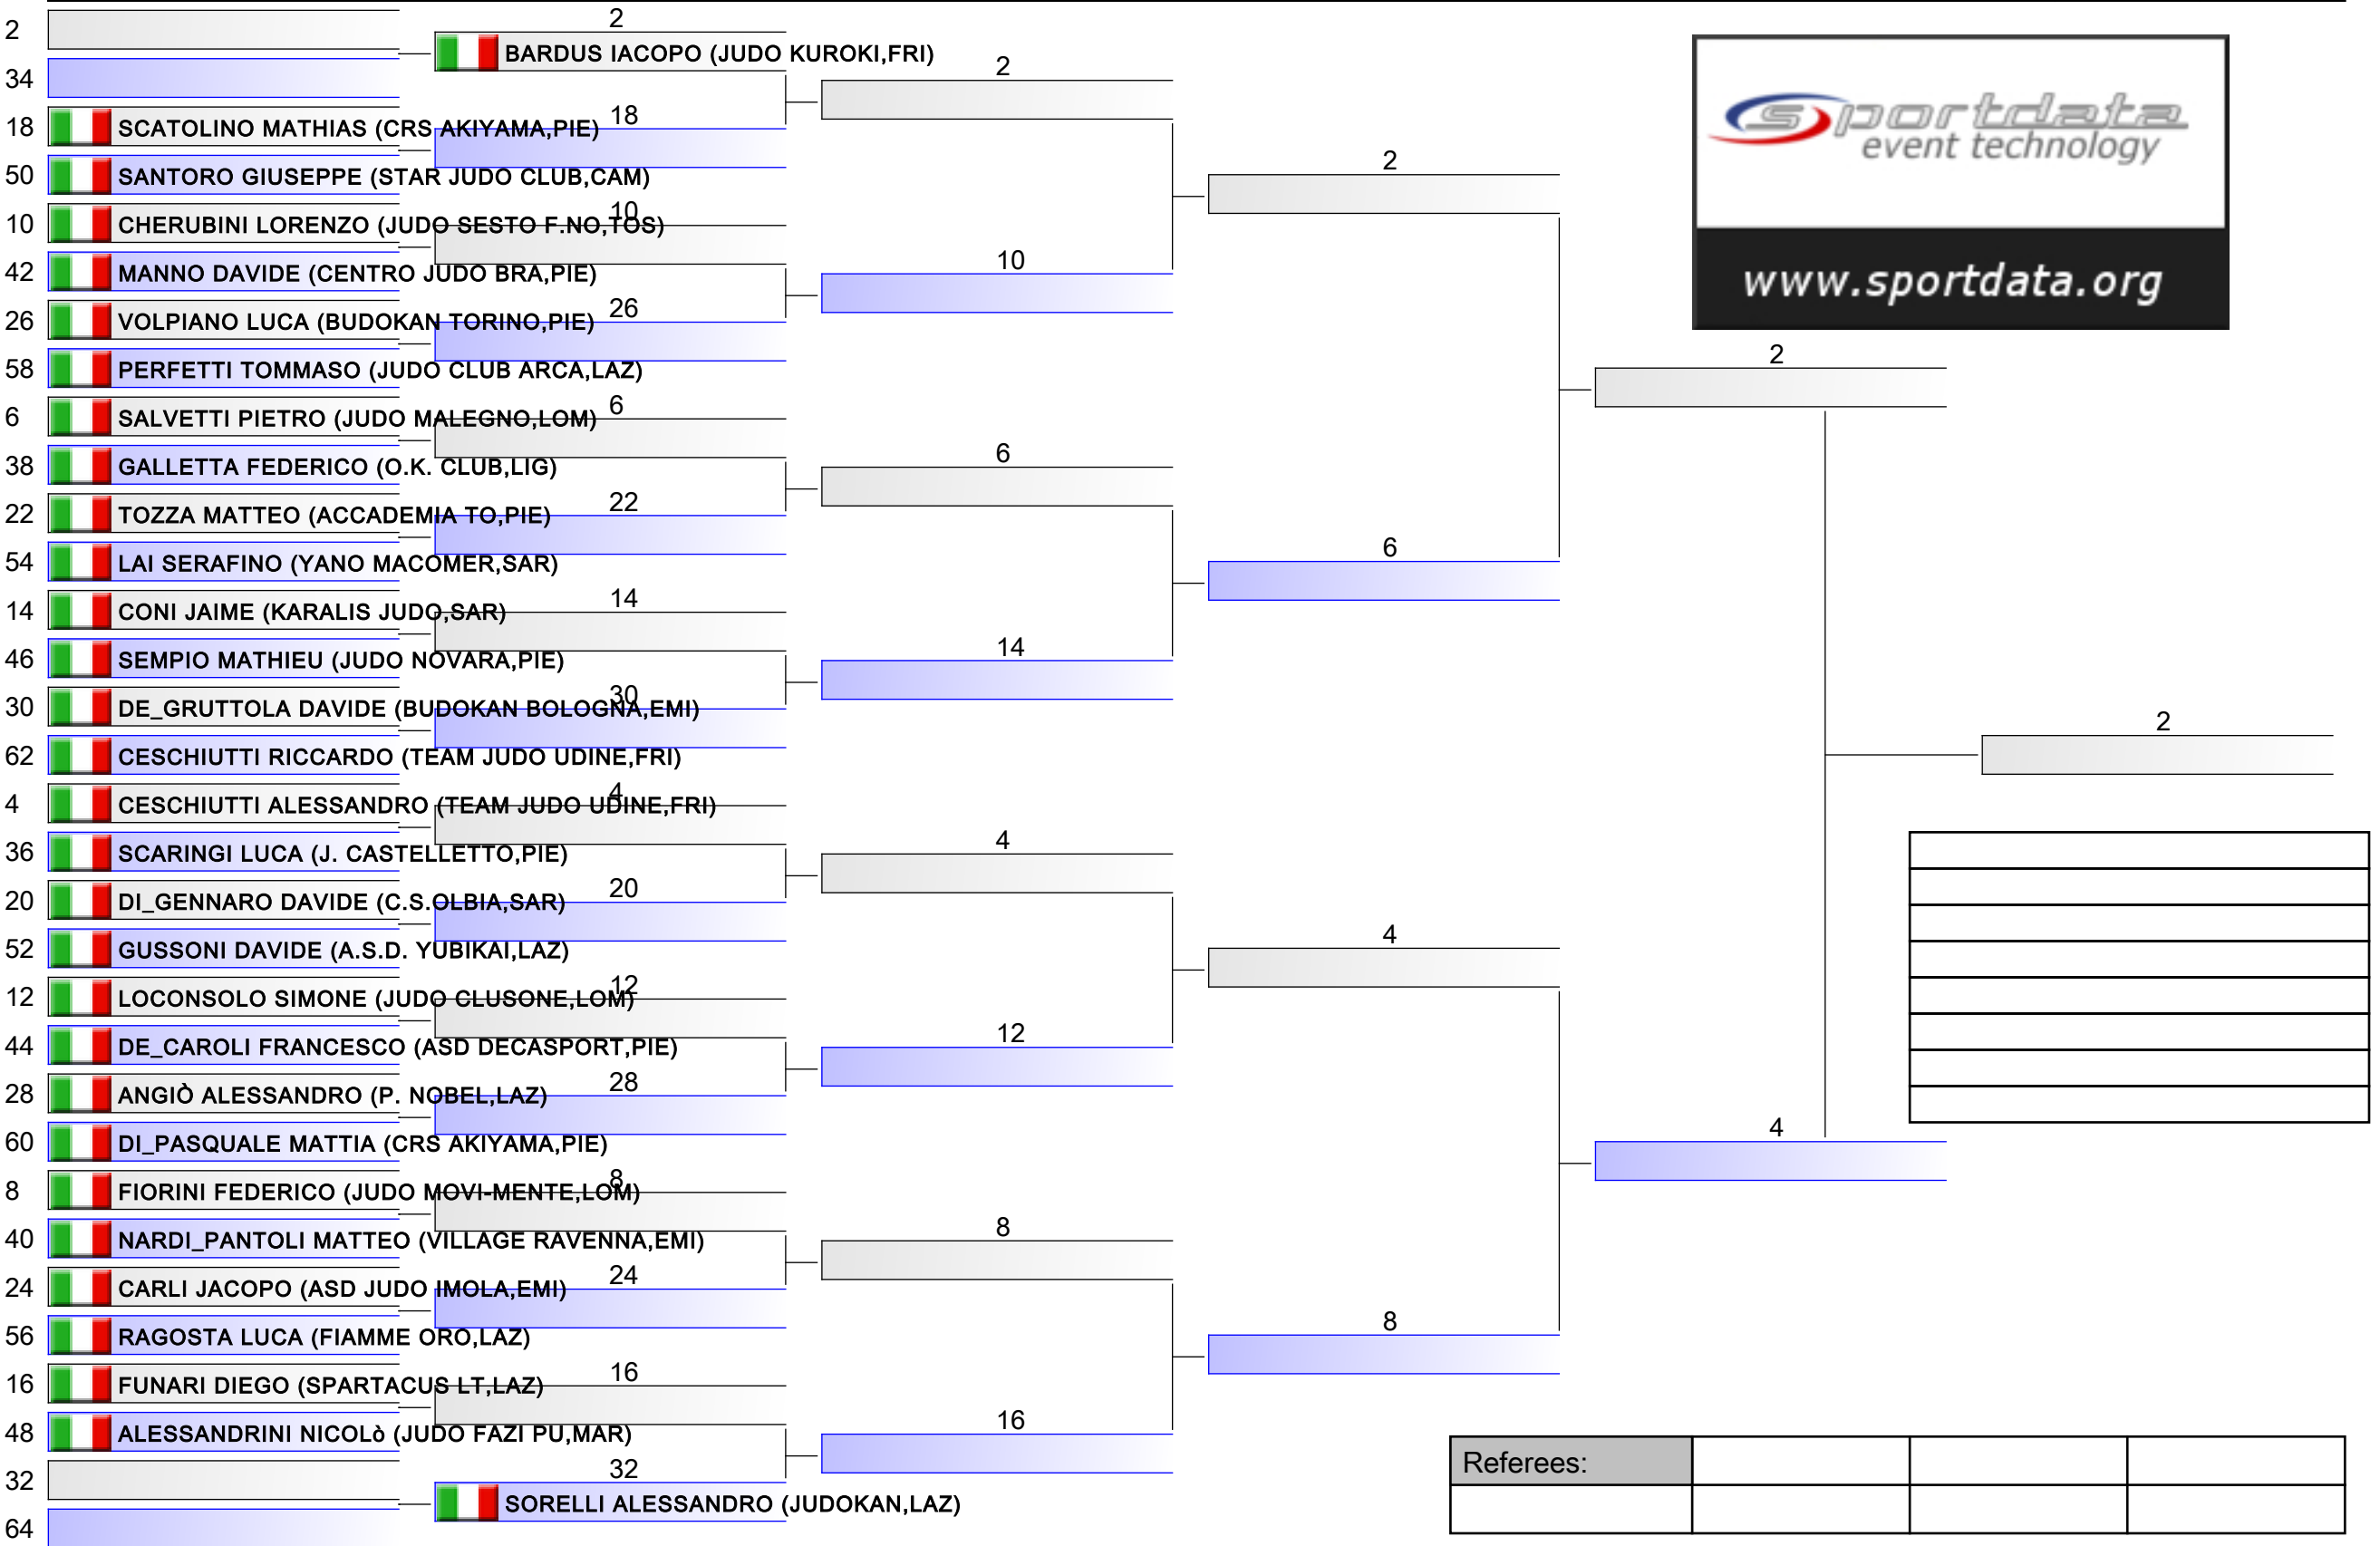 2
2
BARDUS IACOPO (JUDO KUROKI,FRI)
34
2
18
SCATOLINO MATHIAS (CRS AKIYAMA,PIE)
18
50
SANTORO GIUSEPPE (STAR JUDO CLUB,CAM)
2
10
CHERUBINI LORENZO (JUDO SESTO F.NO,TOS)
10
42
MANNO DAVIDE (CENTRO JUDO BRA,PIE)
10
26
VOLPIANO LUCA (BUDOKAN TORINO,PIE)
26
58
PERFETTI TOMMASO (JUDO CLUB ARCA,LAZ)
2
6
SALVETTI PIETRO (JUDO MALEGNO,LOM)
6
38
GALLETTA FEDERICO (O.K. CLUB,LIG)
6
22
TOZZA MATTEO (ACCADEMIA TO,PIE)
22
54
LAI SERAFINO (YANO MACOMER,SAR)
6
14
CONI JAIME (KARALIS JUDO,SAR)
14
46
SEMPIO MATHIEU (JUDO NOVARA,PIE)
14
30
DE_GRUTTOLA DAVIDE (BUDOKAN BOLOGNA,EMI)
30
62
CESCHIUTTI RICCARDO (TEAM JUDO UDINE,FRI)
2
4
CESCHIUTTI ALESSANDRO (TEAM JUDO UDINE,FRI)
4
36
SCARINGI LUCA (J. CASTELLETTO,PIE)
4
20
DI_GENNARO DAVIDE (C.S.OLBIA,SAR)
20
52
GUSSONI DAVIDE (A.S.D. YUBIKAI,LAZ)
4
12
LOCONSOLO SIMONE (JUDO CLUSONE,LOM)
12
44
DE_CAROLI FRANCESCO (ASD DECASPORT,PIE)
12
28
ANGIÒ ALESSANDRO (P. NOBEL,LAZ)
28
60
DI_PASQUALE MATTIA (CRS AKIYAMA,PIE)
4
8
FIORINI FEDERICO (JUDO MOVI-MENTE,LOM)
8
40
NARDI_PANTOLI MATTEO (VILLAGE RAVENNA,EMI)
8
24
CARLI JACOPO (ASD JUDO IMOLA,EMI)
24
56
RAGOSTA LUCA (FIAMME ORO,LAZ)
8
16
FUNARI DIEGO (SPARTACUS LT,LAZ)
16
48
ALESSANDRINI NICOLò (JUDO FAZI PU,MAR)
16
32
32
SORELLI ALESSANDRO (JUDOKAN,LAZ)
64
sportdata
event technology
www.sportdata.org
Referees: